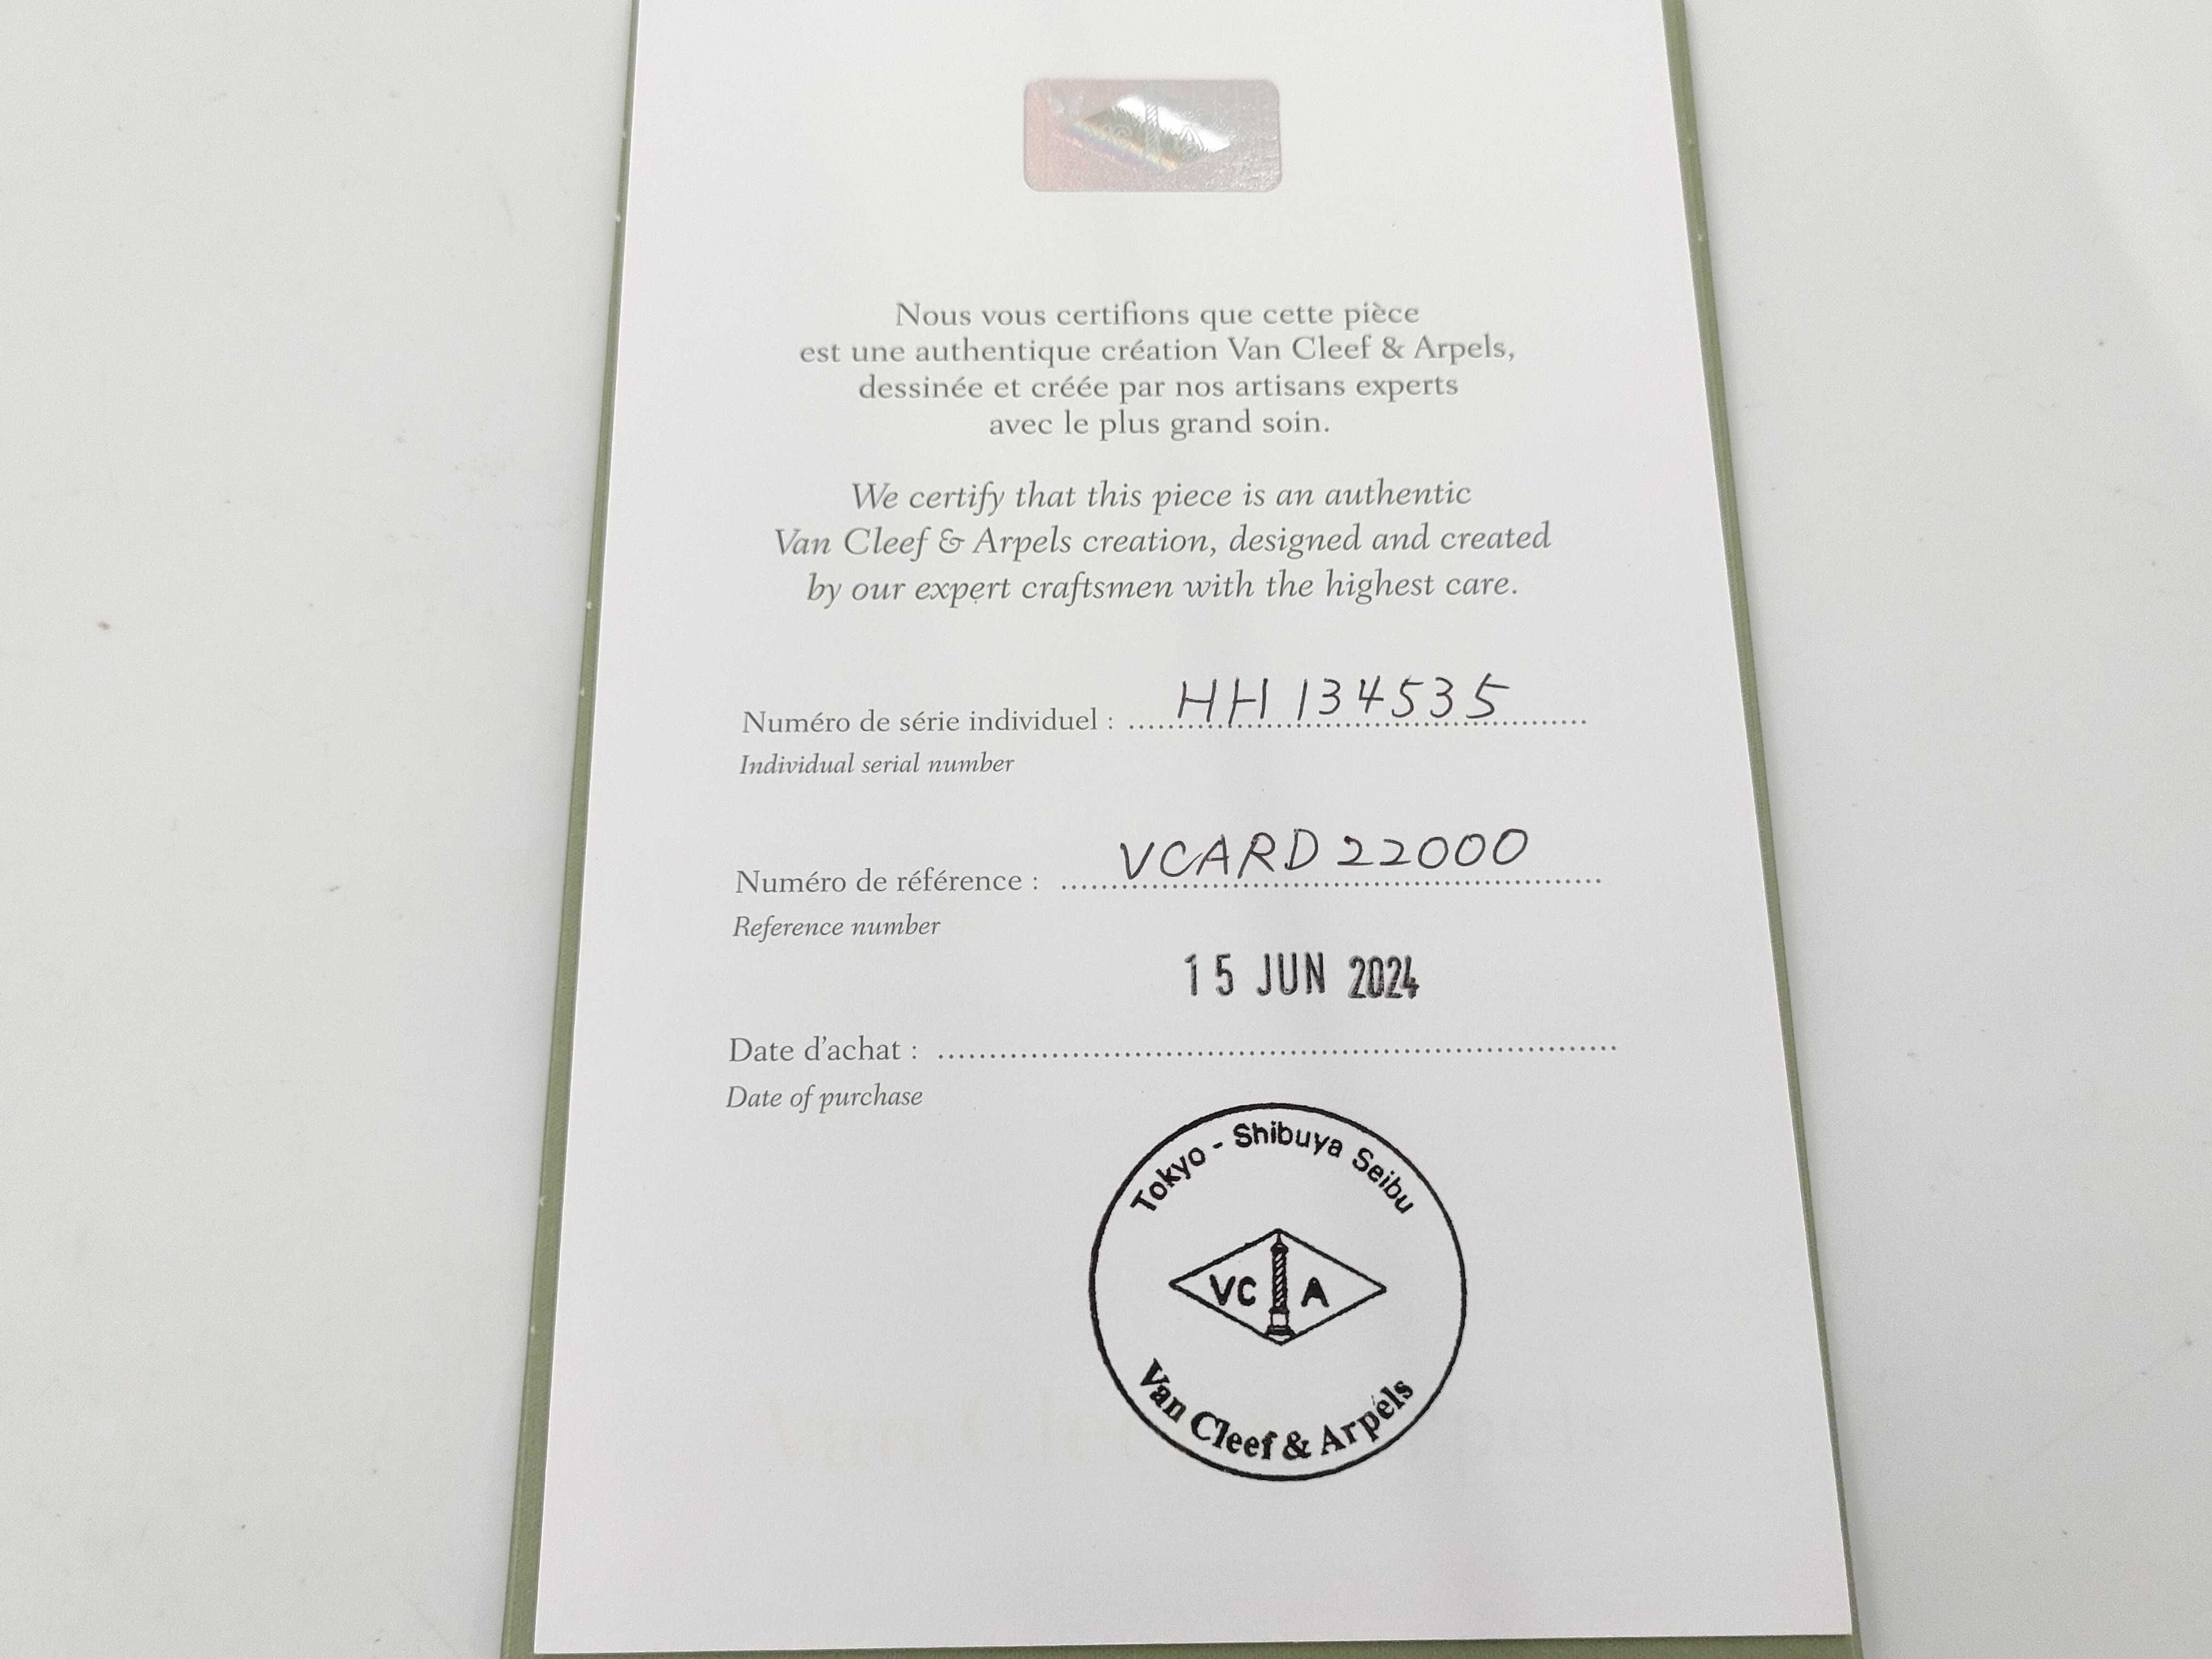 Nous vous certifions que cette pièce
est une authentique création Van Cleef & Arpels,
dessinée et créée par nos artisans experts
avec le plus grand soin.
We certify that this piece is an authentic
Van Cleef & Arpels creation, designed and created
by our expert craftsmen with the highest care.
Numéro de série individuel : HH 134535
Individual serial number
Numéro de référence : VCARD22000
Reference number
15 JUN 2024
Date d'achat :
Date of purchase
Tokyo - Shibuya Seibu
VC A
Van Cleef & Arpels